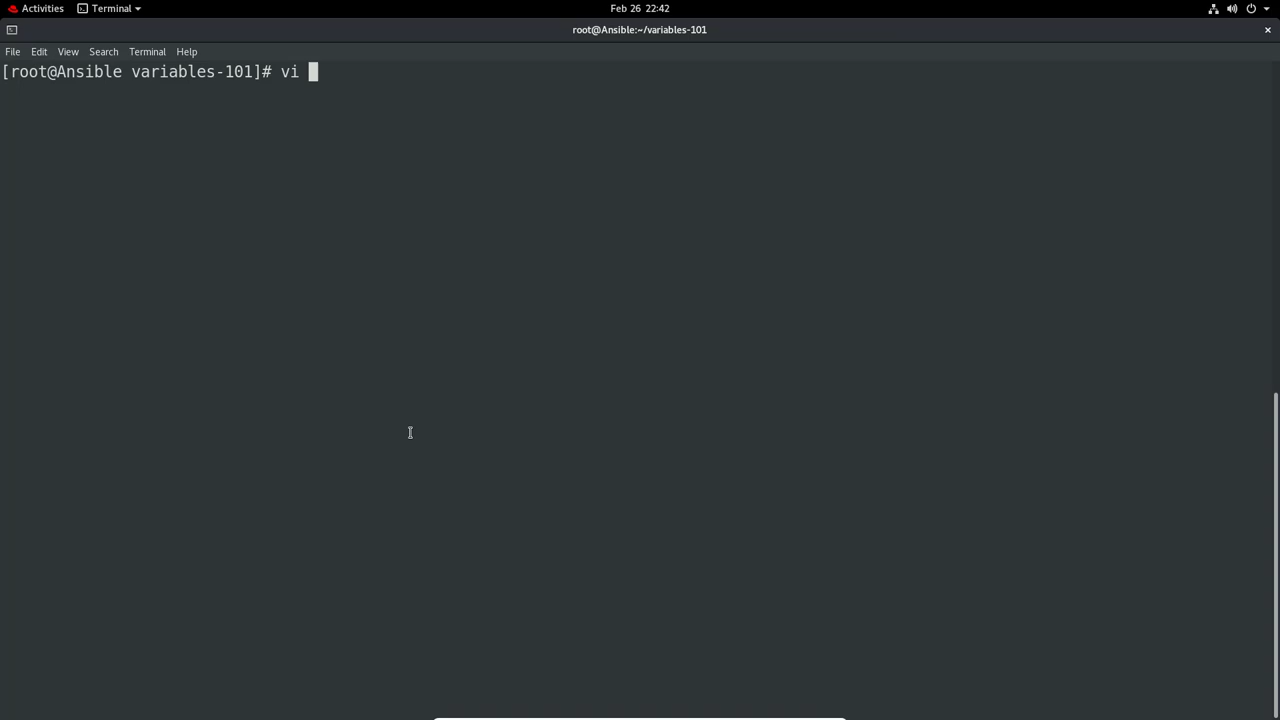 Activities Terminal Feb 26 22:42
root@Ansible:~/variables-101 ×
File Edit View Search Terminal Help
[root@Ansible variables-101]# vi